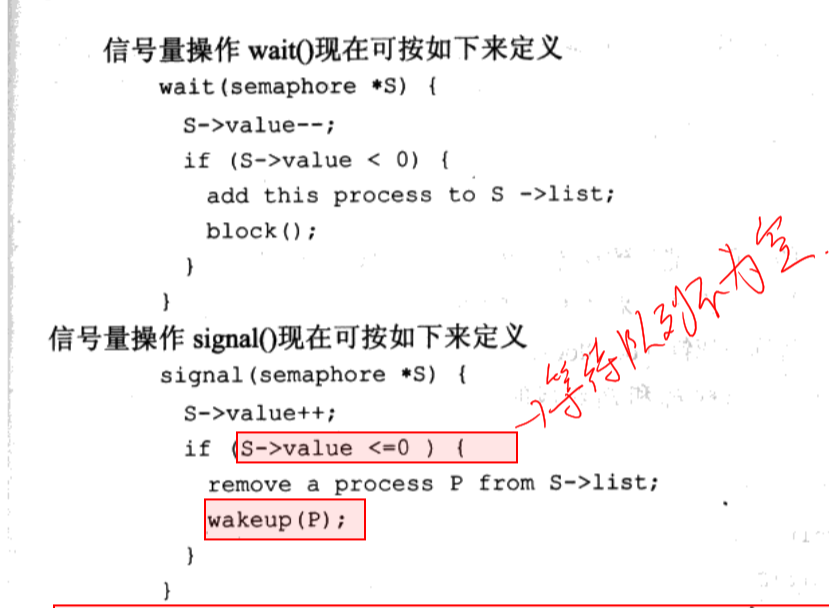 信号量操作 wait()现在可按如下来定义
wait(semaphore *S) {
S->value--;
if (S->value < 0) {
add this process to S ->list;
block();
}
}
信号量操作 signal()现在可按如下来定义
signal(semaphore *S) {
S->value++;
if (S->value <=0 ) {
→等待队列不为空.
remove a process P from S->list;
wakeup(P);
}
}